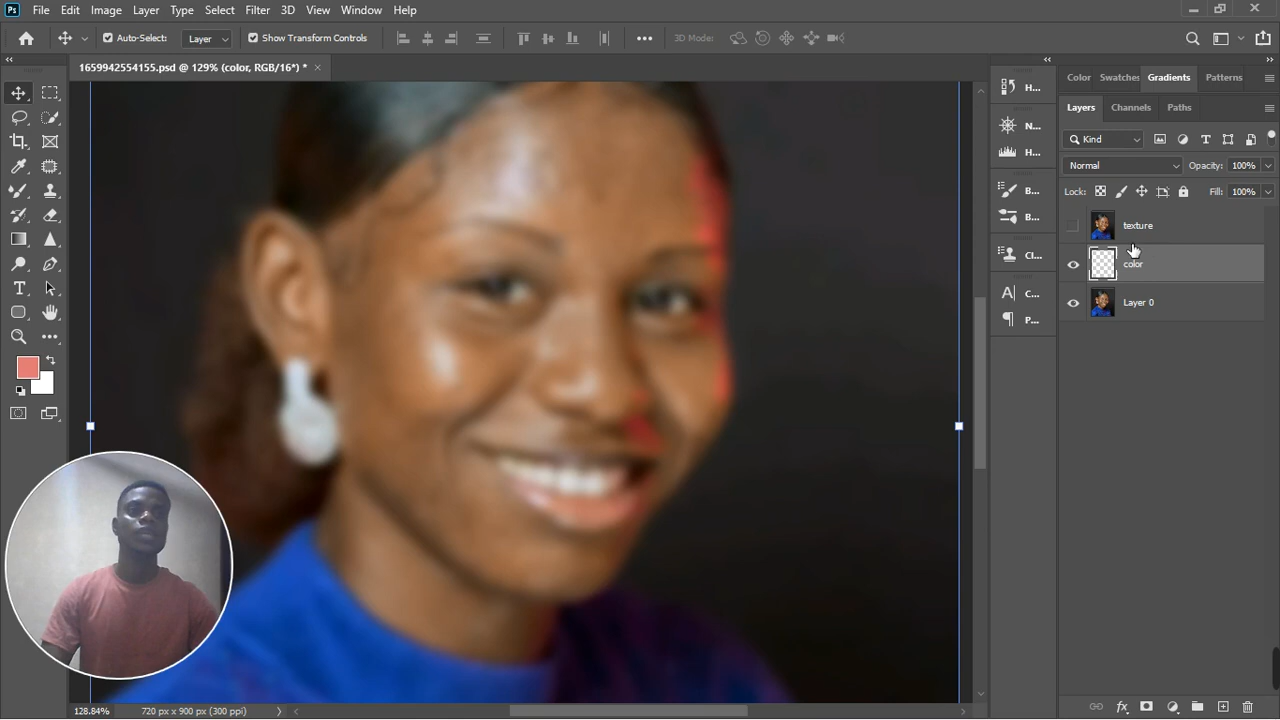 Ps File Edit Image Layer Type Select Filter 3D View Window Help
Auto-Select: Layer Show Transform Controls 3D Mode:
1659942554155.psd @ 129% (color, RGB/16*) *
H...
N...
H...
B...
B...
Cl...
C...
P...
Color Swatches Gradients Patterns
Layers Channels Paths
Kind
Normal Opacity: 100%
Lock: Fill: 100%
texture
color
Layer 0
128.84% 720 px x 900 px (300 ppi)